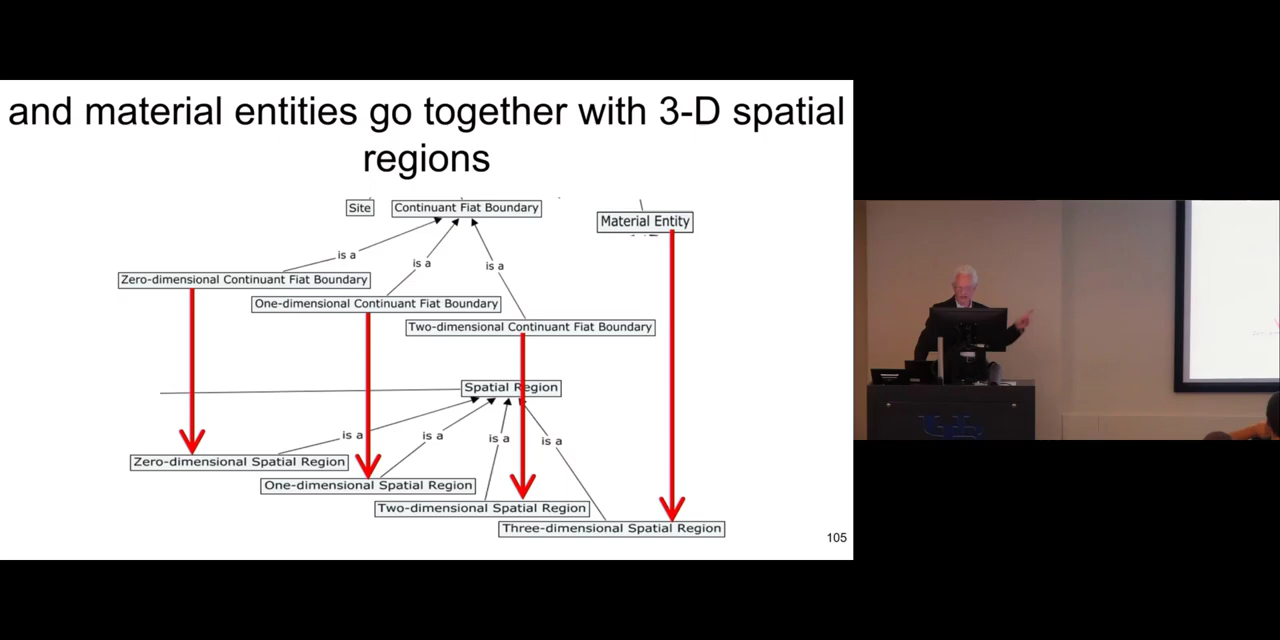 and material entities go together with 3-D spatial
regions
Site
Continuant Fiat Boundary
Material Entity
is a
is a
is a
Zero-dimensional Continuant Fiat Boundary
One-dimensional Continuant Fiat Boundary
Two-dimensional Continuant Fiat Boundary
Spatial Region
is a
is a
is a
is a
Zero-dimensional Spatial Region
One-dimensional Spatial Region
Two-dimensional Spatial Region
Three-dimensional Spatial Region
105